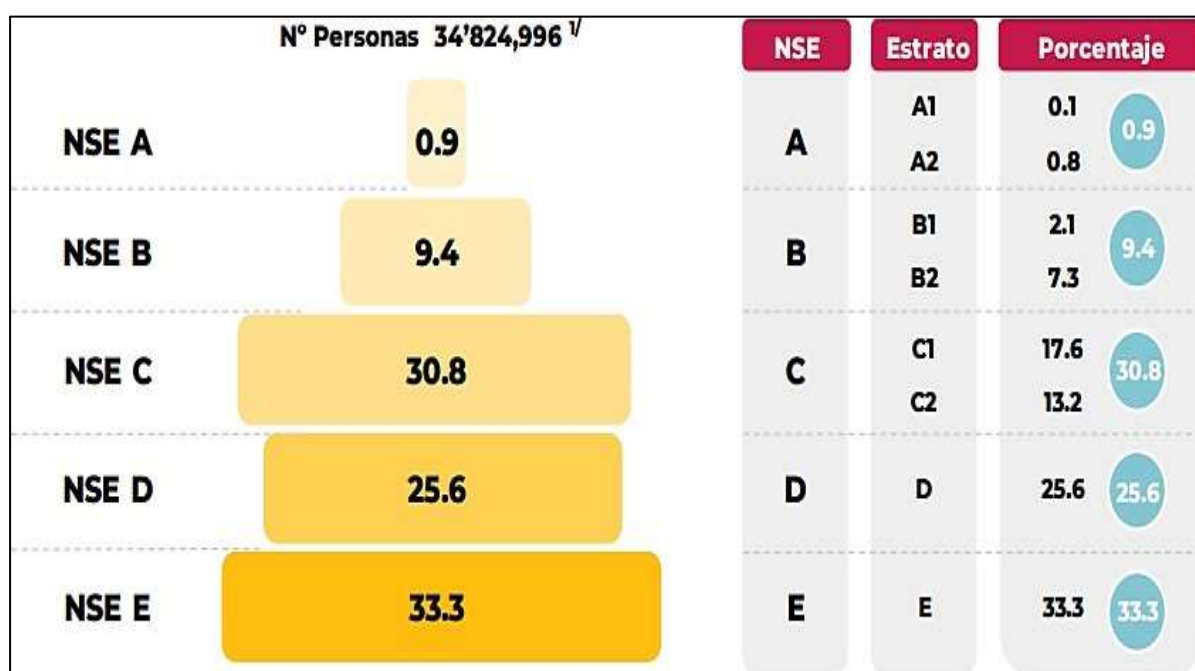 N° Personas 34’824,996 1/
NSE A 0.9
NSE B 9.4
NSE C 30.8
NSE D 25.6
NSE E 33.3
NSE Estrato Porcentaje
A A1 0.1 0.9
A2 0.8
B B1 2.1 9.4
B2 7.3
C C1 17.6 30.8
C2 13.2
D D 25.6 25.6
E E 33.3 33.3